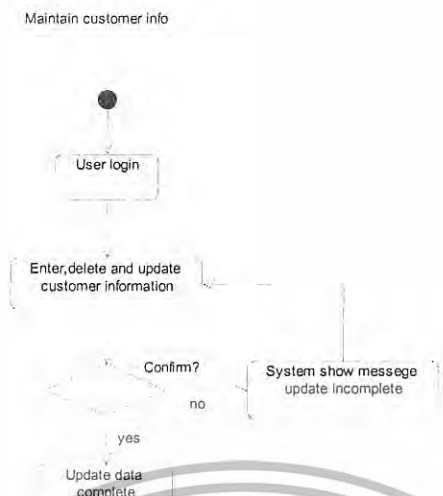 Maintain customer info
User login
Enter,delete and update
customer information
Confirm?
no
System show messege
update incomplete
yes
Update data
complete